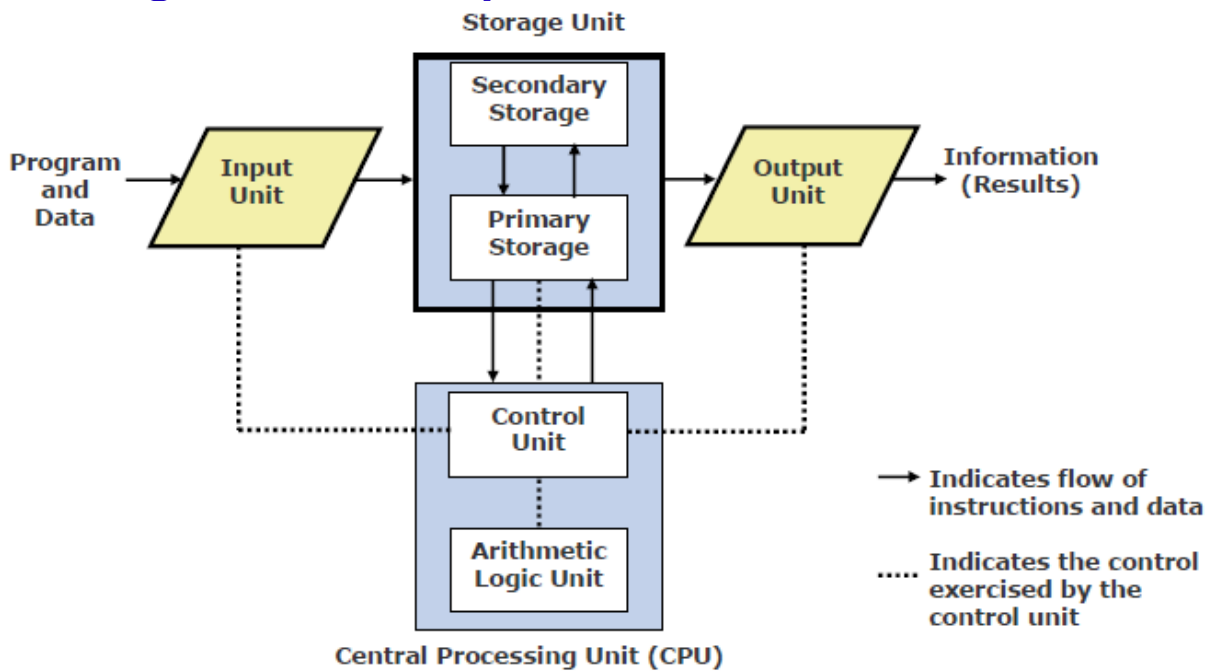 Storage Unit
Secondary
Storage
Program
and
Data
Input
Unit
Primary
Storage
Output
Unit
Information
(Results)
Control
Unit
Arithmetic
Logic Unit
Indicates flow of
instructions and data
Indicates the control
exercised by the
control unit
Central Processing Unit (CPU)